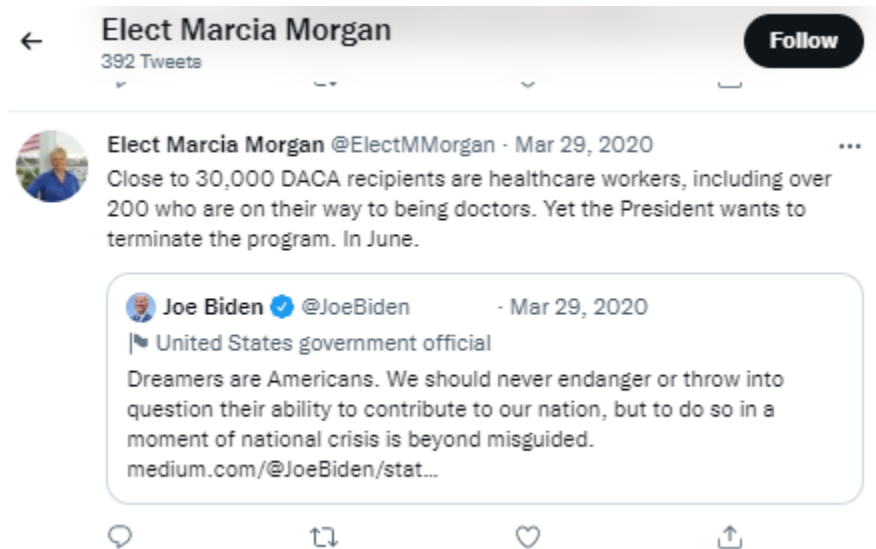 Elect Marcia Morgan
392 Tweets
Follow
Elect Marcia Morgan @ElectMMorgan · Mar 29, 2020
Close to 30,000 DACA recipients are healthcare workers, including over
200 who are on their way to being doctors. Yet the President wants to
terminate the program. In June.
Joe Biden @JoeBiden · Mar 29, 2020
United States government official
Dreamers are Americans. We should never endanger or throw into
question their ability to contribute to our nation, but to do so in a
moment of national crisis is beyond misguided.
medium.com/@JoeBiden/stat...